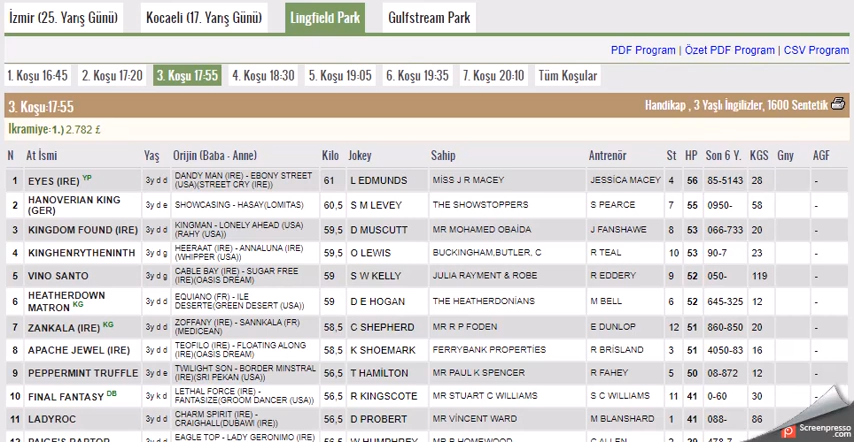 İzmir (25. Yarış Günü) Kocaeli (17. Yarış Günü) Lingfield Park Gulfstream Park
PDF Program | Özet PDF Program | CSV Program
1. Koşu 16:45 2. Koşu 17:20 3. Koşu 17:55 4. Koşu 18:30 5. Koşu 19:05 6. Koşu 19:35 7. Koşu 20:10 Tüm Koşular
3. Koşu:17:55 Handikap , 3 Yaşlı İngilizler, 1600 Sentetik
İkramiye:1.) 2.782 £
N At İsmi Yaş Orijin (Baba - Anne) Kilo Jokey Sahip Antrenör St HP Son 6 Y. KGS Gny AGF
1 EYES (IRE) YP 3y d d DANDY MAN (IRE) - EBONY STREET (USA)(STREET CRY (IRE)) 61 L EDMUNDS MİSS J R MACEY JESSİCA MACEY 4 56 85-5143 28 -
2 HANOVERIAN KING (GER) 3y d e SHOWCASING - HASAY(LOMITAS) 60,5 S M LEVEY THE SHOWSTOPPERS S PEARCE 7 55 0950- 58 -
3 KINGDOM FOUND (IRE) 3y d d KINGMAN - LONELY AHEAD (USA)(RAHY (USA)) 59,5 D MUSCUTT MR MOHAMED OBAİDA J FANSHAWE 8 53 066-733 20 -
4 KINGHENRYTHENINTH 3y d g HEERAAT (IRE) - ANNALUNA (IRE)(WHIPPER (USA)) 59,5 O LEWIS BUCKINGHAM,BUTLER, C R TEAL 10 53 90-7 23 -
5 VINO SANTO 3y d g CABLE BAY (IRE) - SUGAR FREE (IRE)(OASIS DREAM) 59 S W KELLY JULIA RAYMENT & ROBE R EDDERY 9 52 050- 119 -
6 HEATHERDOWN MATRON KG 3y d d EQUIANO (FR) - ILE DESERTE(GREEN DESERT (USA)) 59 D E HOGAN THE HEATHERDONİANS M BELL 6 52 645-325 12 -
7 ZANKALA (IRE) KG 3y d d ZOFFANY (IRE) - SANNKALA (FR)(MEDICEAN) 58,5 C SHEPHERD MR R P FODEN E DUNLOP 12 51 860-850 20 -
8 APACHE JEWEL (IRE) 3y d d TEOFILO (IRE) - FLOATING ALONG (IRE)(OASIS DREAM) 58,5 K SHOEMARK FERRYBANK PROPERTİES R BRİSLAND 3 51 4050-83 16 -
9 PEPPERMINT TRUFFLE 3y d e TWILIGHT SON - BORDER MINSTRAL (IRE)(SRI PEKAN (USA)) 58 T HAMILTON MR PAUL K SPENCER R FAHEY 5 50 08-872 12 -
10 FINAL FANTASY DB 3y k d LETHAL FORCE (IRE) - FANTASIZE(GROOM DANCER (USA)) 56,5 R KINGSCOTE MR STUART C WILLIAMS S C WILLIAMS 11 41 0-60 30
11 LADYROC 3y d d CHARM SPIRIT (IRE) - CRAIGHALL(DUBAWI (IRE)) 56,5 D PROBERT MR VİNCENT WARD M BLANSHARD 1 41 088- 86
Screenpresso
.com